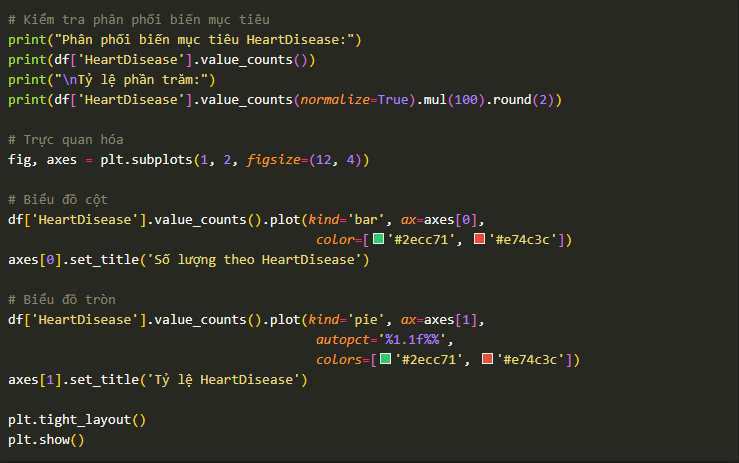 # Kiểm tra phân phối biến mục tiêu
print("Phân phối biến mục tiêu HeartDisease:")
print(df['HeartDisease'].value_counts())
print("\nTỷ lệ phần trăm:")
print(df['HeartDisease'].value_counts(normalize=True).mul(100).round(2))

# Trực quan hóa
fig, axes = plt.subplots(1, 2, figsize=(12, 4))

# Biểu đồ cột
df['HeartDisease'].value_counts().plot(kind='bar', ax=axes[0],
                                       color=['#2ecc71', '#e74c3c'])
axes[0].set_title('Số lượng theo HeartDisease')

# Biểu đồ tròn
df['HeartDisease'].value_counts().plot(kind='pie', ax=axes[1],
                                       autopct='%1.1f%%',
                                       colors=['#2ecc71', '#e74c3c'])
axes[1].set_title('Tỷ lệ HeartDisease')

plt.tight_layout()
plt.show()